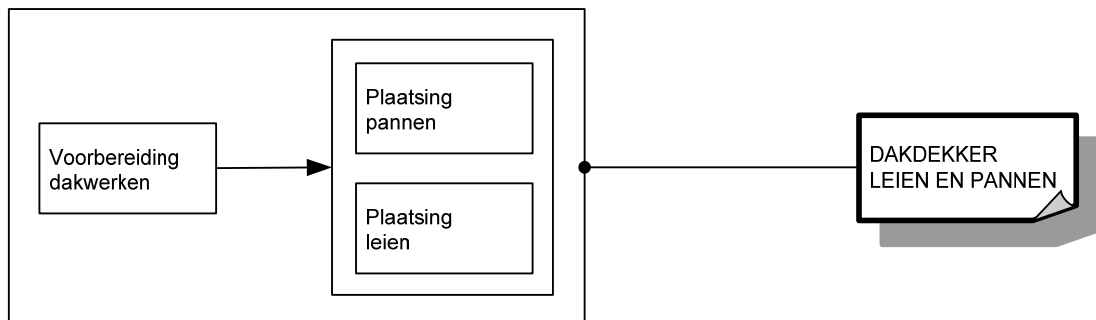 Voorbereiding
dakwerken
Plaatsing
pannen
Plaatsing
leien
DAKDEKKER
LEIEN EN PANNEN